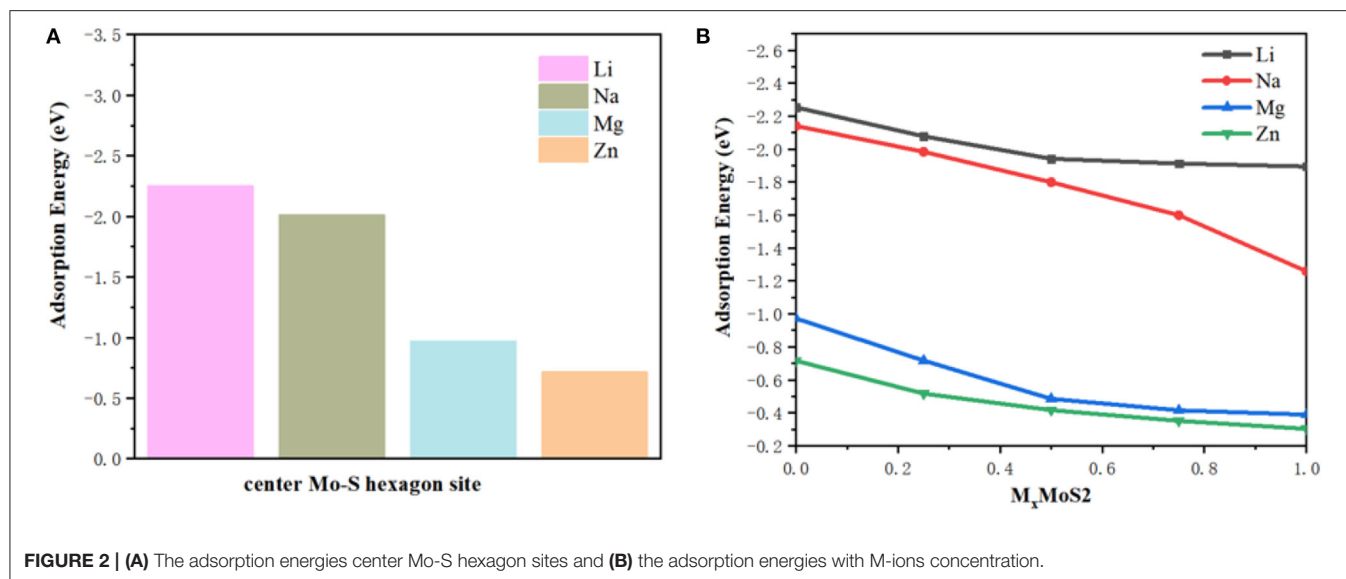 A
Adsorption Energy (eV)
-3.5
-3.0
-2.5
-2.0
-1.5
-1.0
-0.5
0.0
Li
Na
Mg
Zn
center Mo-S hexagon site
B
Adsorption Energy (eV)
-2.6
-2.4
-2.2
-2.0
-1.8
-1.6
-1.4
-1.2
-1.0
-0.8
-0.6
-0.4
-0.2
Li
Na
Mg
Zn
0.0 0.2 0.4 0.6 0.8 1.0
MxMoS2
FIGURE 2 | (A) The adsorption energies center Mo-S hexagon sites and (B) the adsorption energies with M-ions concentration.